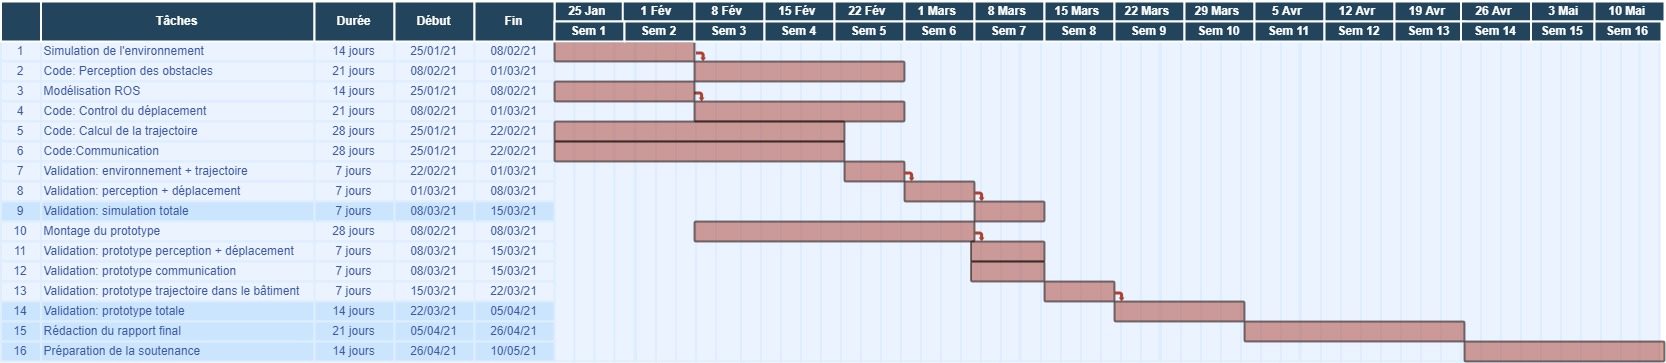 Tâches Durée Début Fin 25 Jan 1 Fév 8 Fév 15 Fév 22 Fév 1 Mars 8 Mars 15 Mars 22 Mars 29 Mars 5 Avr 12 Avr 19 Avr 26 Avr 3 Mai 10 Mai
Sem 1 Sem 2 Sem 3 Sem 4 Sem 5 Sem 6 Sem 7 Sem 8 Sem 9 Sem 10 Sem 11 Sem 12 Sem 13 Sem 14 Sem 15 Sem 16
1 Simulation de l'environnement 14 jours 25/01/21 08/02/21
2 Code: Perception des obstacles 21 jours 08/02/21 01/03/21
3 Modélisation ROS 14 jours 25/01/21 08/02/21
4 Code: Control du déplacement 21 jours 08/02/21 01/03/21
5 Code: Calcul de la trajectoire 28 jours 25/01/21 22/02/21
6 Code:Communication 28 jours 25/01/21 22/02/21
7 Validation: environnement + trajectoire 7 jours 22/02/21 01/03/21
8 Validation: perception + déplacement 7 jours 01/03/21 08/03/21
9 Validation: simulation totale 7 jours 08/03/21 15/03/21
10 Montage du prototype 28 jours 08/02/21 08/03/21
11 Validation: prototype perception + déplacement 7 jours 08/03/21 15/03/21
12 Validation: prototype communication 7 jours 08/03/21 15/03/21
13 Validation: prototype trajectoire dans le bâtiment 7 jours 15/03/21 22/03/21
14 Validation: prototype totale 14 jours 22/03/21 05/04/21
15 Rédaction du rapport final 21 jours 05/04/21 26/04/21
16 Préparation de la soutenance 14 jours 26/04/21 10/05/21